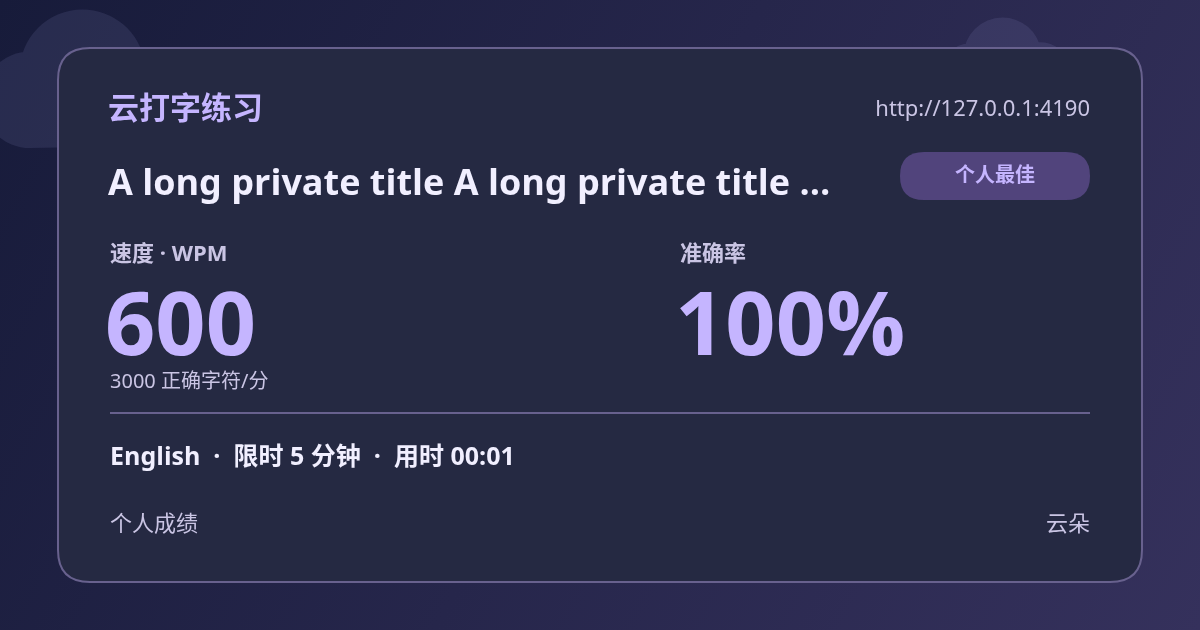 云打字练习
http://127.0.0.1:4190
A long private title A long private title ...
个人最佳
速度 · WPM
准确率
600
100%
3000 正确字符/分
English · 限时 5 分钟 · 用时 00:01
个人成绩
云朵